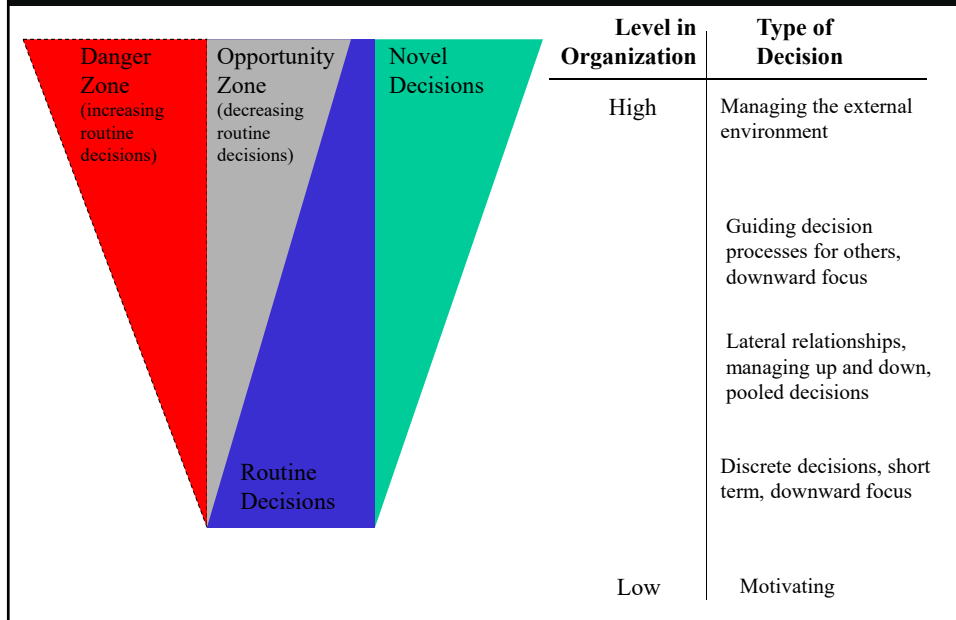 Danger
Zone
(increasing
routine
decisions)
Opportunity
Zone
(decreasing
routine
decisions)
Novel
Decisions
Routine
Decisions
Level in
Organization
Type of
Decision
High
Managing the external
environment
Guiding decision
processes for others,
downward focus
Lateral relationships,
managing up and down,
pooled decisions
Discrete decisions, short
term, downward focus
Low
Motivating